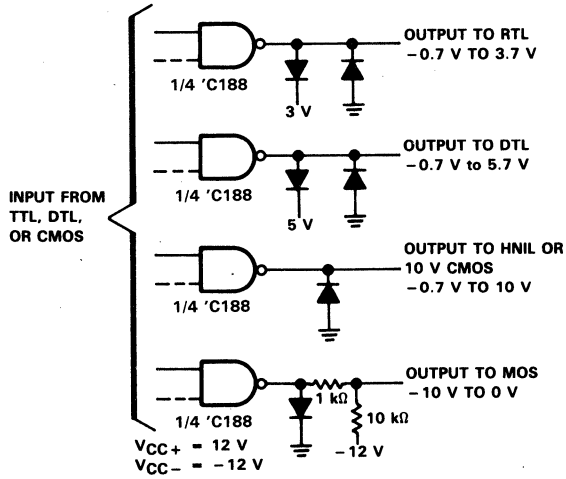 OUTPUT TO RTL
−0.7 V TO 3.7 V
1/4 'C188
3 V
OUTPUT TO DTL
−0.7 V to 5.7 V
1/4 'C188
5 V
INPUT FROM
TTL, DTL,
OR CMOS
OUTPUT TO HNIL OR
10 V CMOS
−0.7 V TO 10 V
1/4 'C188
OUTPUT TO MOS
−10 V TO 0 V
1 kΩ
10 kΩ
1/4 'C188
−12 V
VCC+ = 12 V
VCC− = −12 V